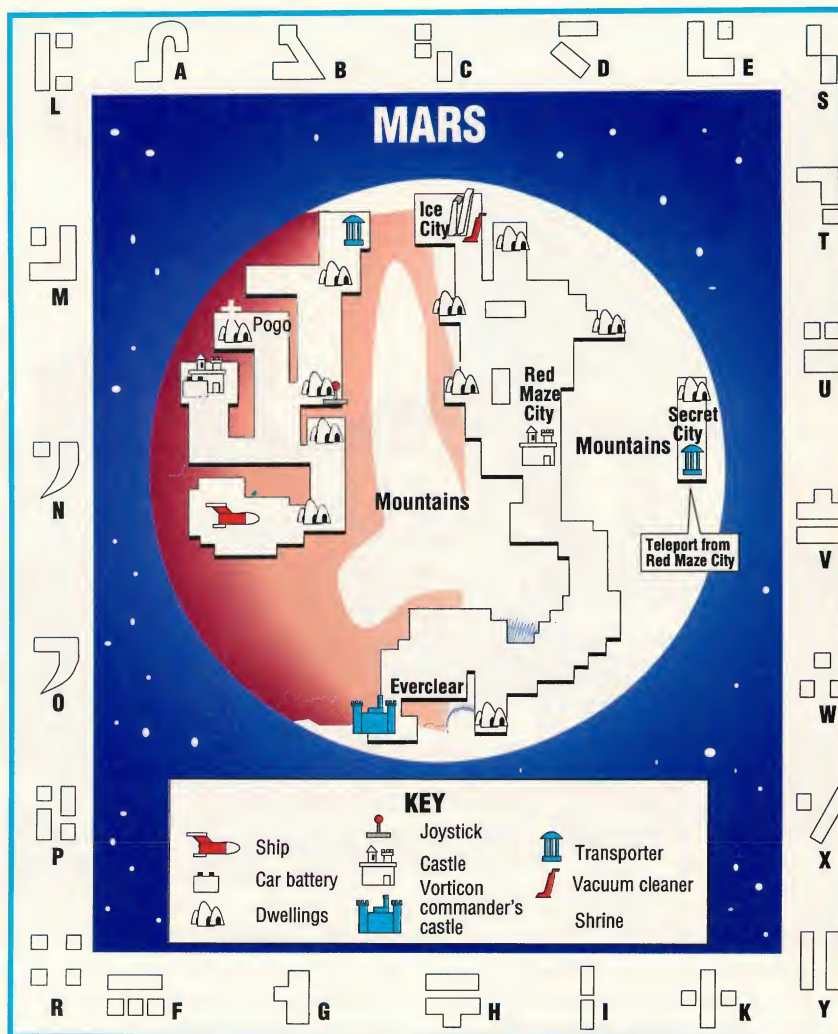 A
B
C
D
E
L
S
MARS
Ice
City
T
M
Pogo
Red
Maze
City
U
Secret
City
Mountains
N
Mountains
Teleport from
Red Maze City
V
O
Everclear
W
KEY
P
Ship
Joystick
Transporter
X
Car battery
Castle
Vacuum cleaner
Dwellings
Vorticon
commander's
castle
Shrine
R
F
G
H
I
K
Y